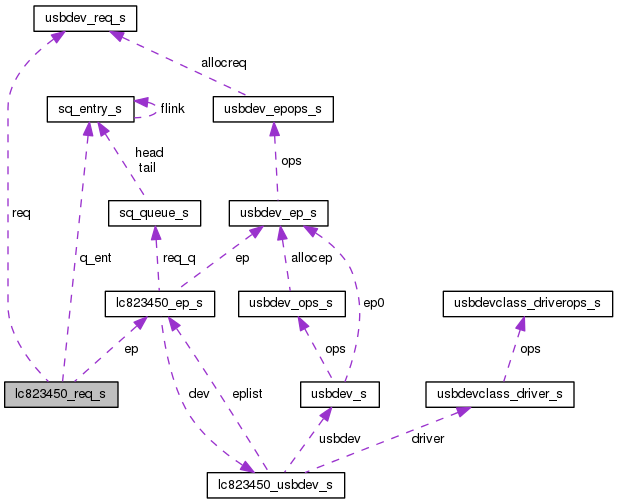 usbdev_req_s
allocreq
sq_entry_s
flink
usbdev_epops_s
head
tail
ops
req
sq_queue_s
usbdev_ep_s
q_ent
req_q
ep
allocep
lc823450_ep_s
usbdev_ops_s
ep0
usbdevclass_driverops_s
ep
ops
ops
lc823450_req_s
dev
eplist
usbdev_s
usbdevclass_driver_s
usbdev
driver
lc823450_usbdev_s